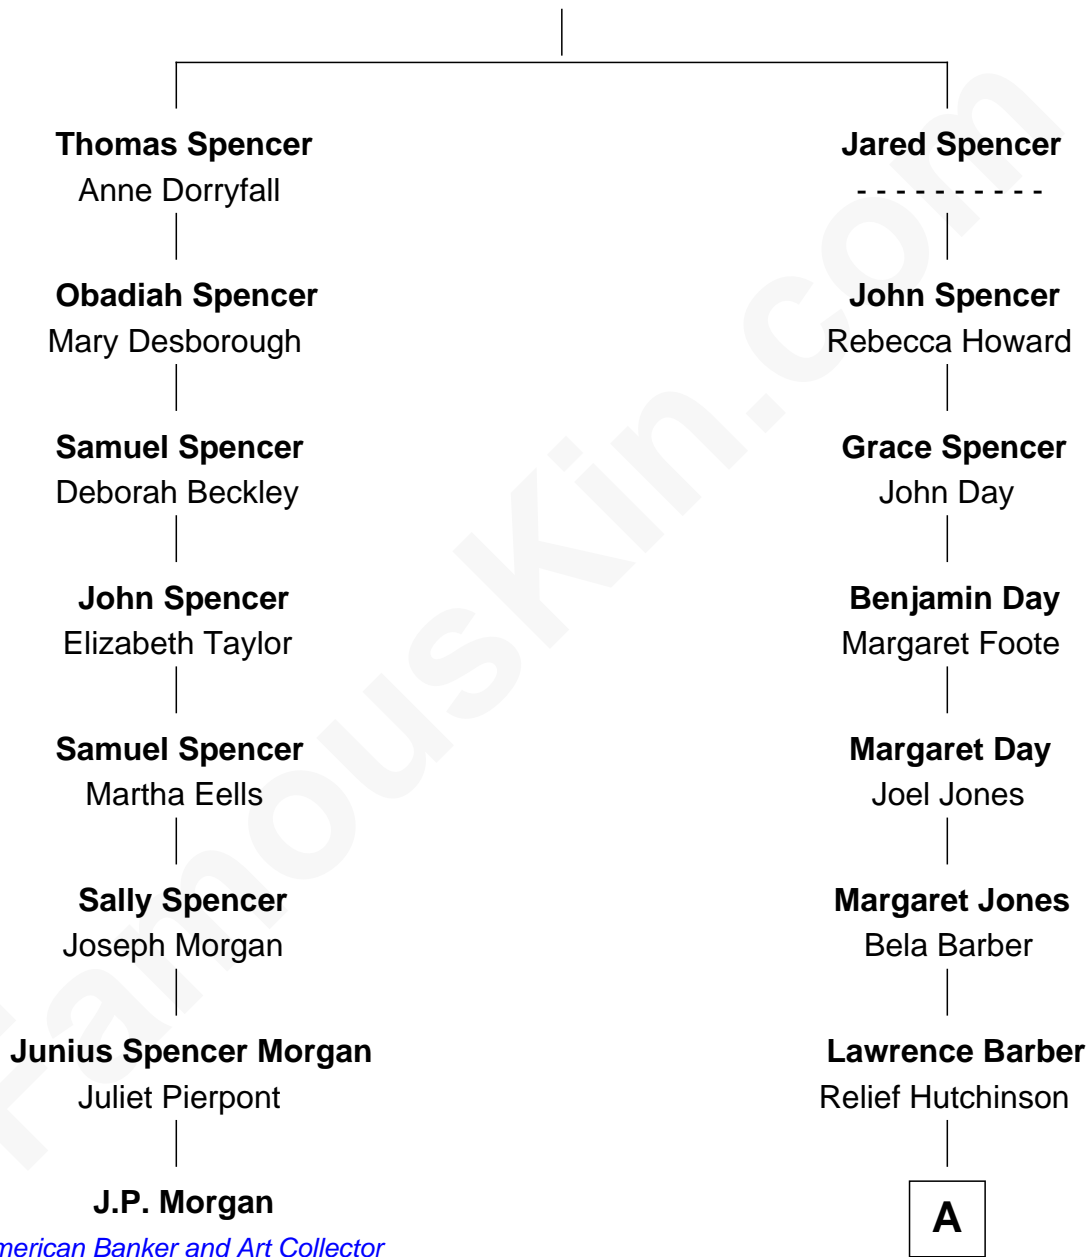 Thomas Spencer
Anne Dorryfall
Obadiah Spencer
Mary Desborough
Samuel Spencer
Deborah Beckley
John Spencer
Elizabeth Taylor
Samuel Spencer
Martha Eells
Sally Spencer
Joseph Morgan
Junius Spencer Morgan
Juliet Pierpont
J.P. Morgan
merican Banker and Art Collector
Jared Spencer
- - - - - - - - - -
John Spencer
Rebecca Howard
Grace Spencer
John Day
Benjamin Day
Margaret Foote
Margaret Day
Joel Jones
Margaret Jones
Bela Barber
Lawrence Barber
Relief Hutchinson
A
FamousKin.com